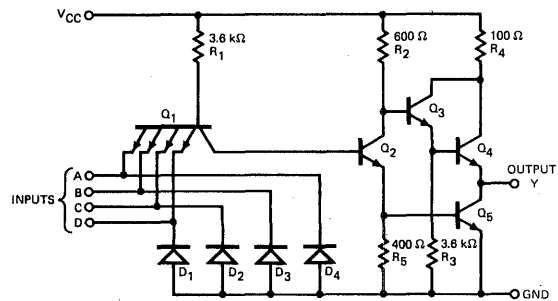 VCC
3.6 kΩ
R1
600 Ω
R2
100 Ω
R4
Q1
Q3
Q2
Q4
OUTPUT
Y
INPUTS
A
B
C
D
Q5
D1
D2
D3
D4
400 Ω
R5
3.6 kΩ
R3
GND